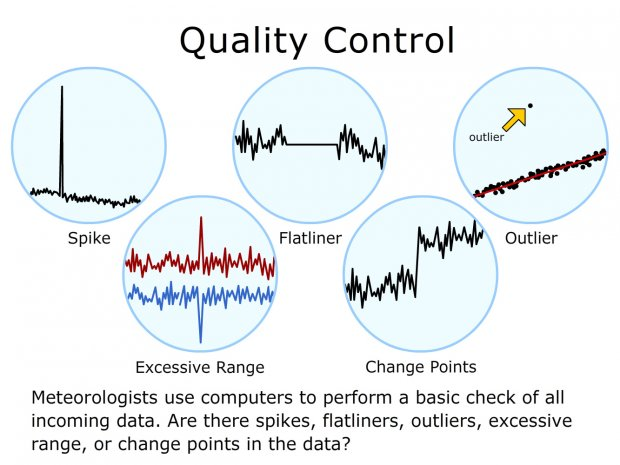 Quality Control
outlier
Spike
Flatliner
Outlier
Excessive Range
Change Points
Meteorologists use computers to perform a basic check of all
incoming data. Are there spikes, flatliners, outliers, excessive
range, or change points in the data?